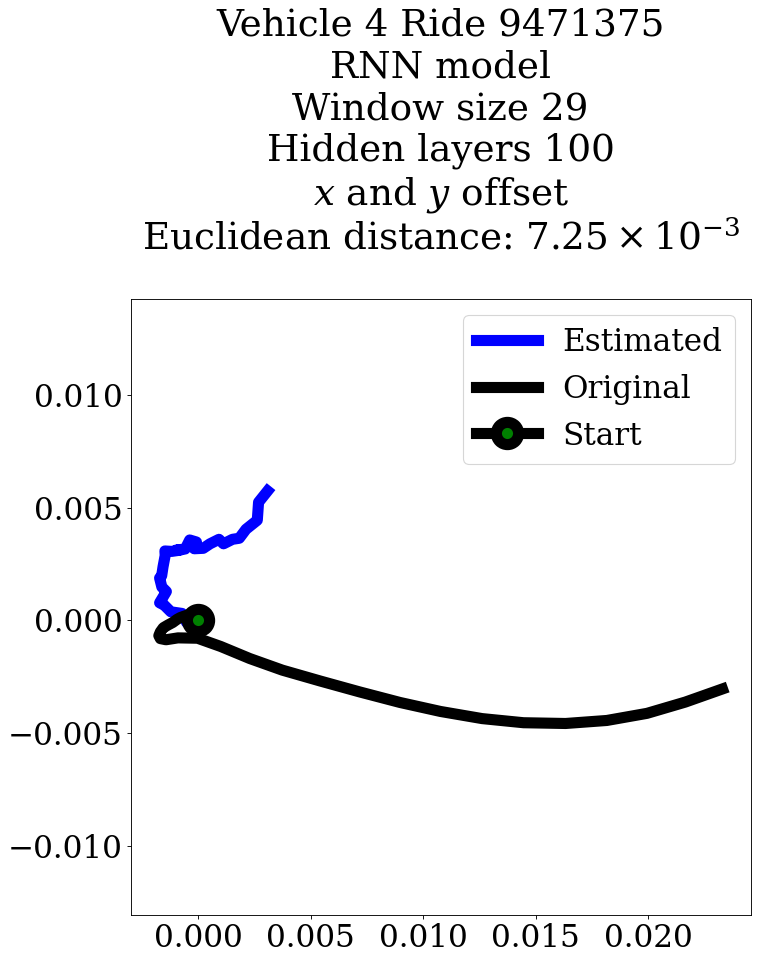 Vehicle 4 Ride 9471375
RNN model
Window size 29
Hidden layers 100
x and y offset
Euclidean distance: 7.25 × 10⁻³
Estimated
Original
Start
0.010
0.005
0.000
−0.005
−0.010
0.000 0.005 0.010 0.015 0.020